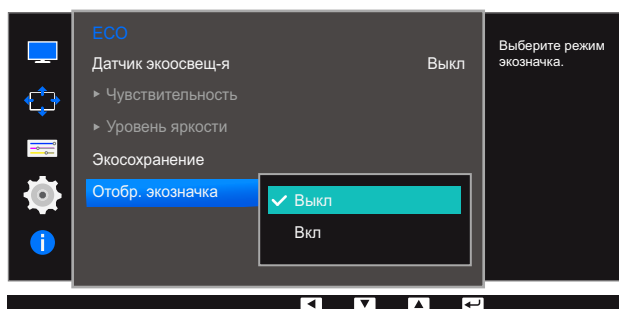 ECO
Датчик экоосвещ-я Выкл
Чувствительность
Уровень яркости
Экосохранение
Отобр. экозначка
Выкл
Вкл
Выберите режим
экозначка.